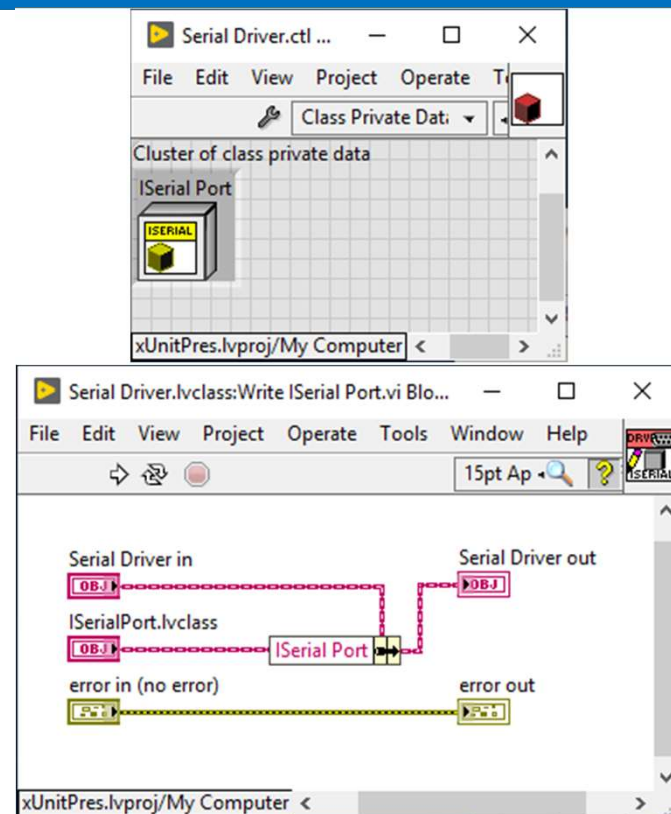 Serial Driver.ctl ...
File Edit View Project Operate
Class Private Data
Cluster of class private data
ISerial Port
ISERIAL
xUnitPres.lvproj/My Computer
Serial Driver.lvclass:Write ISerial Port.vi Blo...
File Edit View Project Operate Tools Window Help
15pt Ap
ISERIAL
Serial Driver in
Serial Driver out
OBJ
OBJ
ISerialPort.lvclass
OBJ
ISerial Port
error in (no error)
error out
xUnitPres.lvproj/My Computer